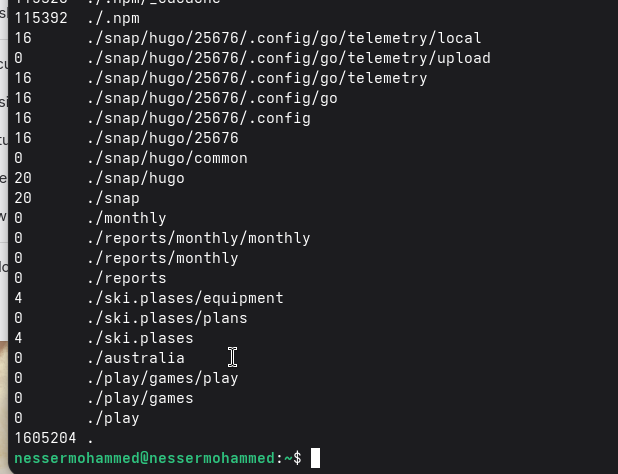 115392  ./.npm
16      ./snap/hugo/25676/.config/go/telemetry/local
0       ./snap/hugo/25676/.config/go/telemetry/upload
16      ./snap/hugo/25676/.config/go/telemetry
16      ./snap/hugo/25676/.config/go
16      ./snap/hugo/25676/.config
16      ./snap/hugo/25676
0       ./snap/hugo/common
20      ./snap/hugo
20      ./snap
0       ./monthly
0       ./reports/monthly/monthly
0       ./reports/monthly
0       ./reports
4       ./ski.plases/equipment
0       ./ski.plases/plans
4       ./ski.plases
0       ./australia
0       ./play/games/play
0       ./play/games
0       ./play
1605204 .
nessermohammed@nessermohammed:~$